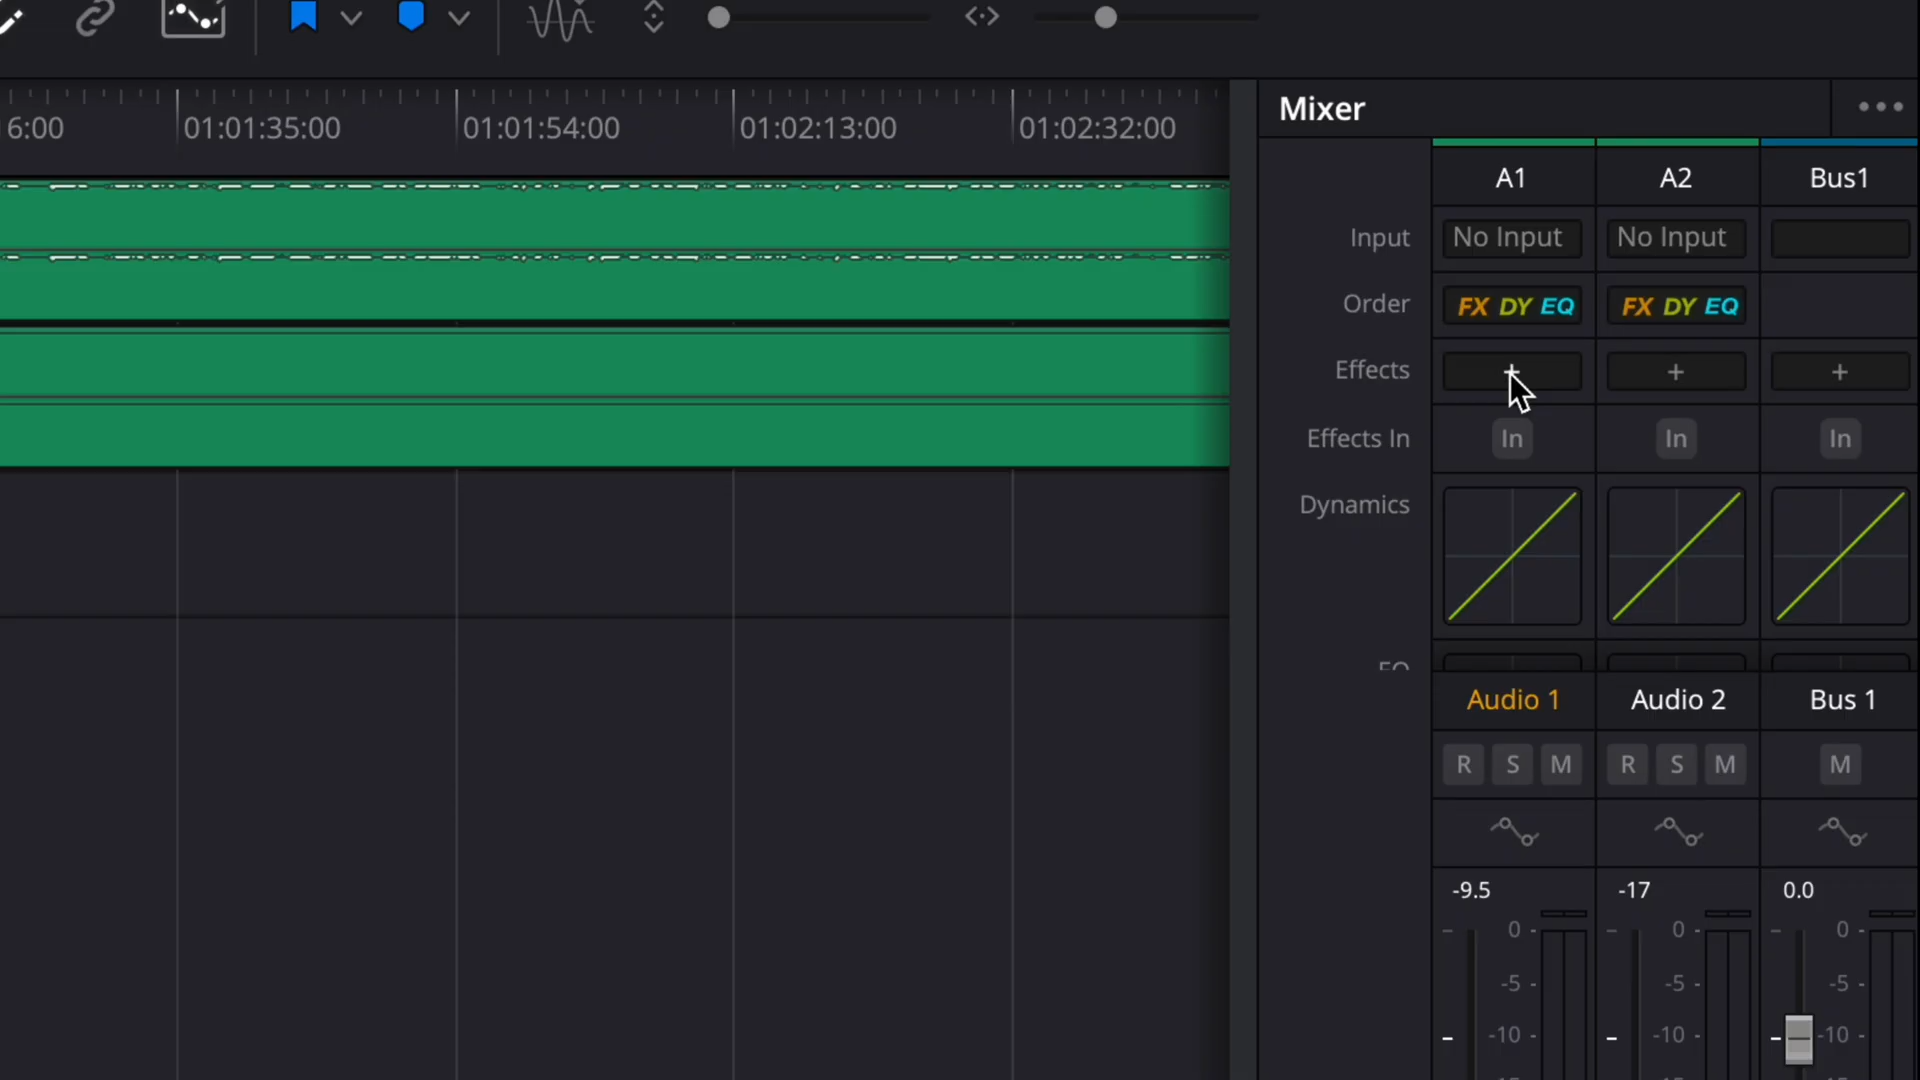 6:00 01:01:35:00 01:01:54:00 01:02:13:00 01:02:32:00
Mixer
A1 A2 Bus1
Input No Input No Input
Order FX DY EQ FX DY EQ
Effects + + +
Effects In In In In
Dynamics
EQ
Audio 1 Audio 2 Bus 1
R S M R S M M
-9.5 -17 0.0
0 0 0
-5 -5 -5
-10 -10 -10